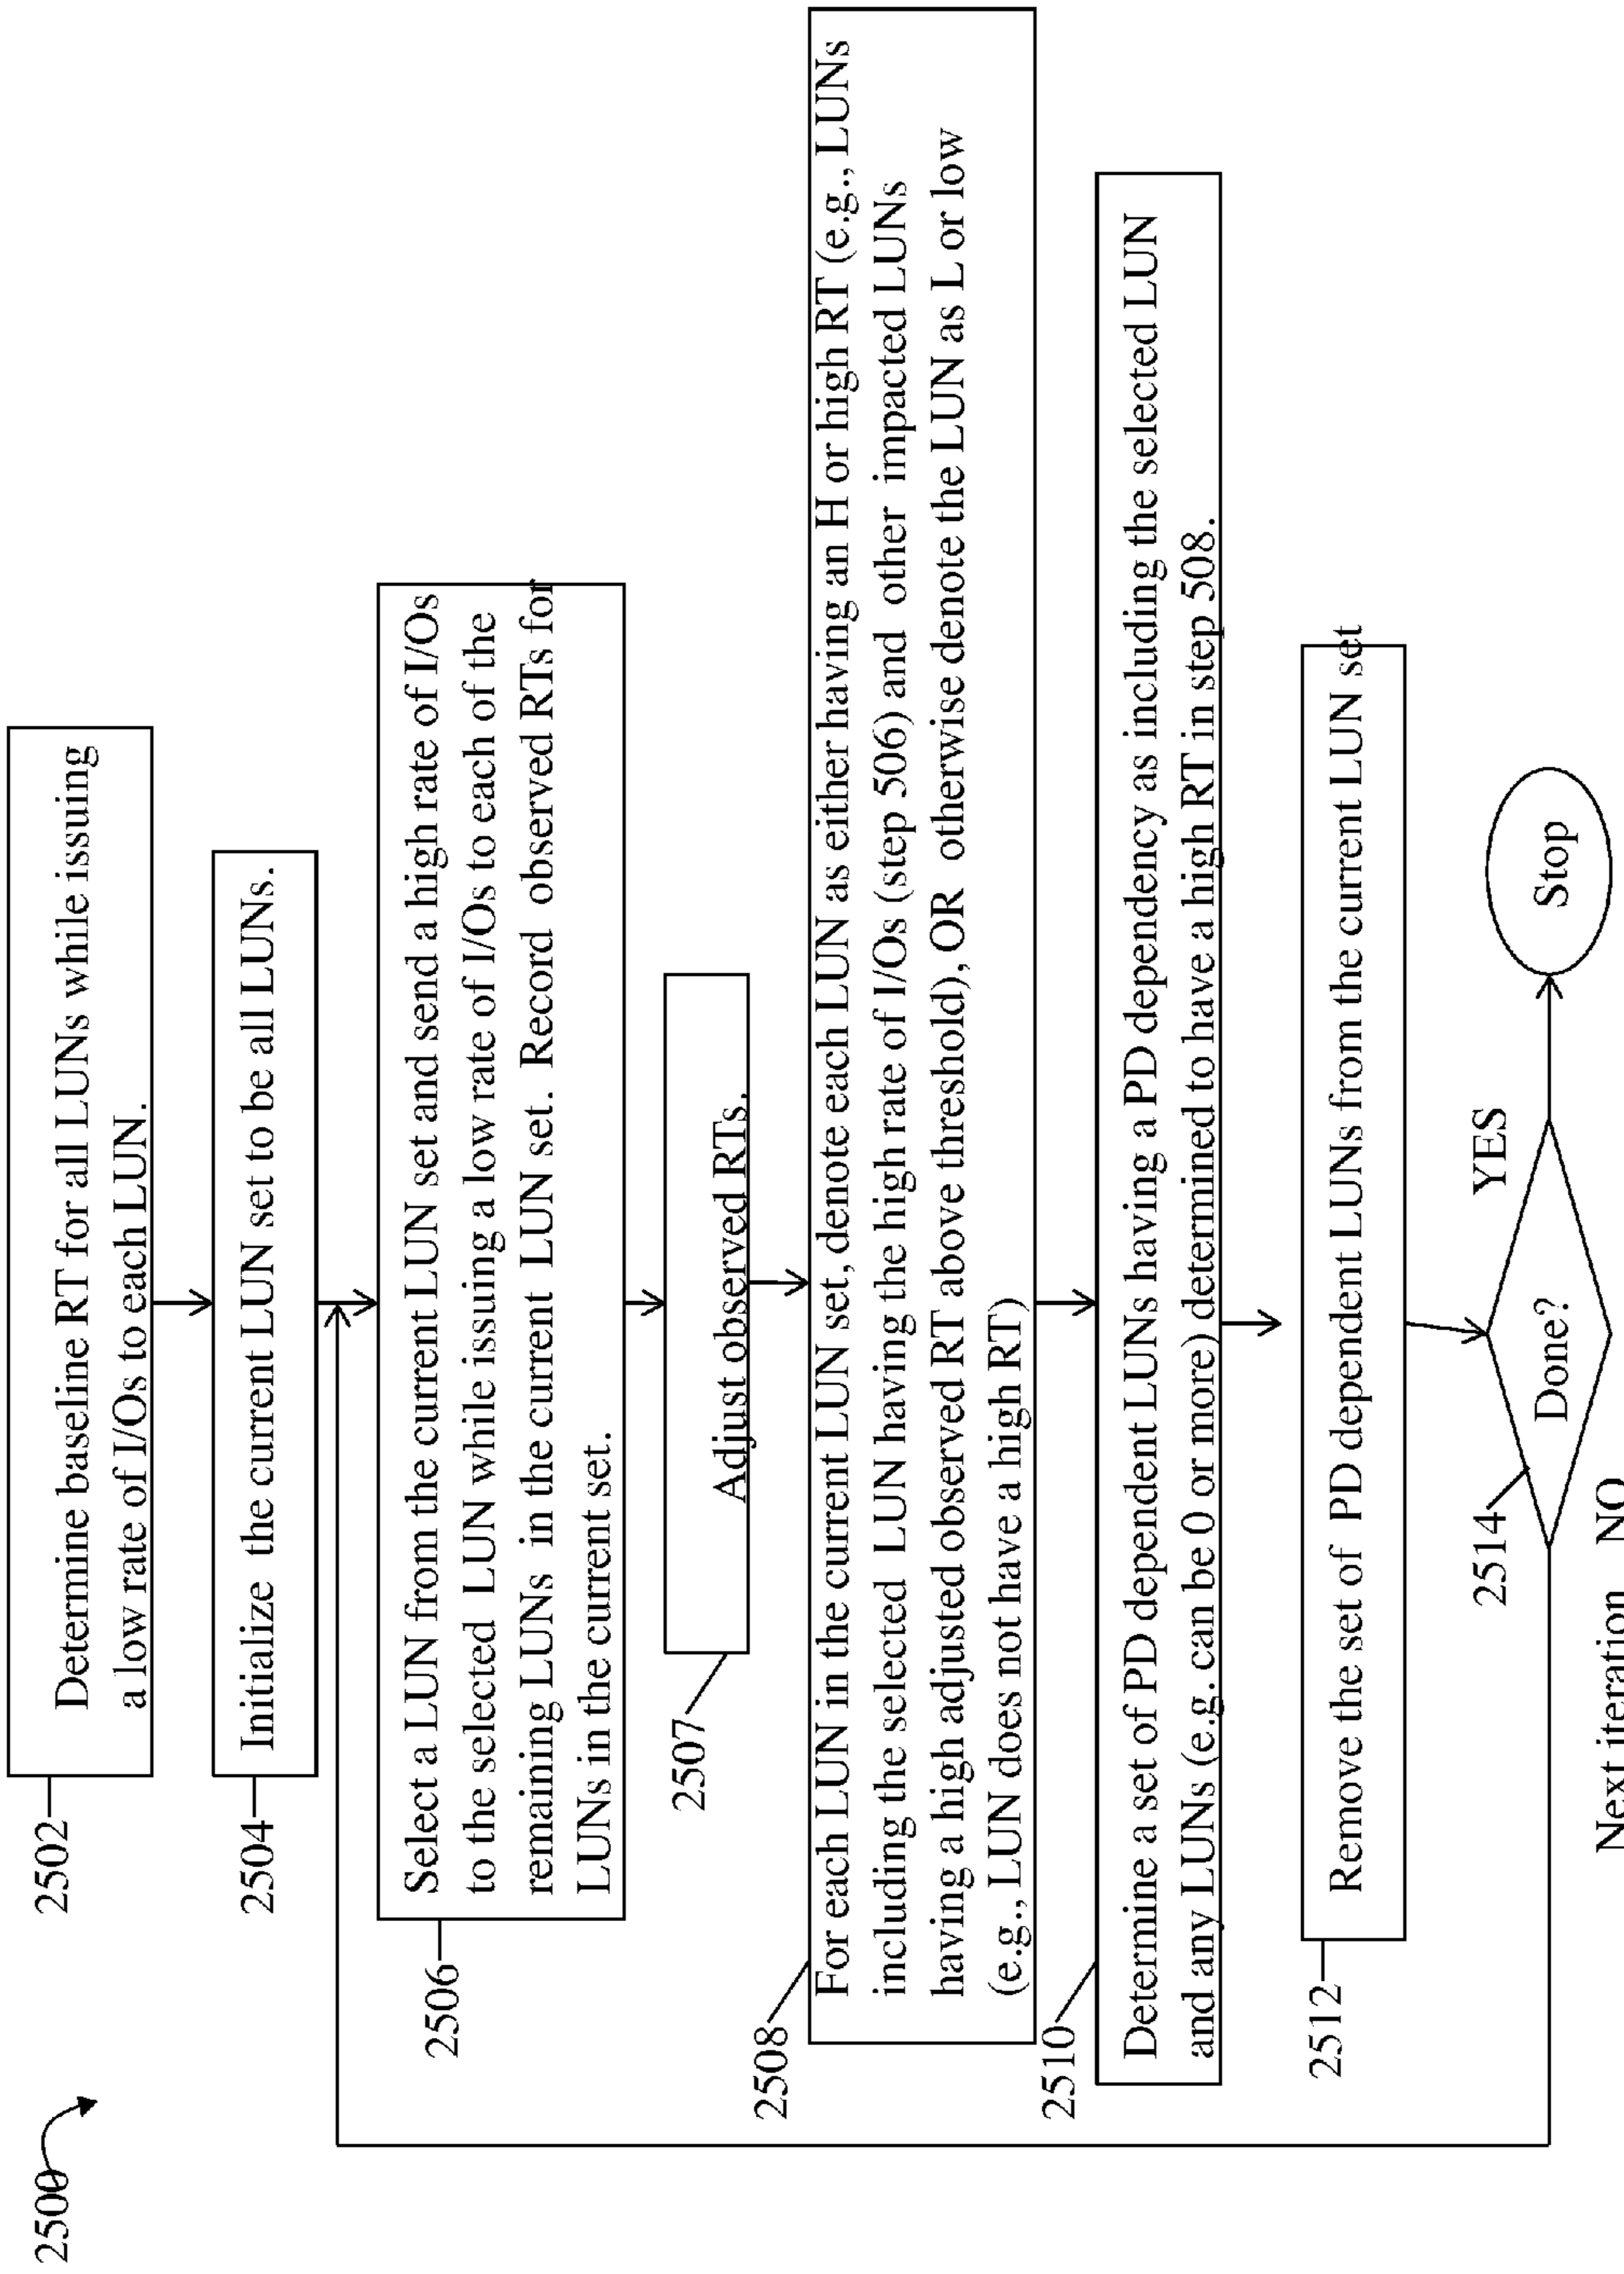 2500
2502
Determine baseline RT for all LUNs while issuing
a low rate of I/Os to each LUN.
2504
Initialize the current LUN set to be all LUNs.
2506
Select a LUN from the current LUN set and send a high rate of I/Os
to the selected LUN while issuing a low rate of I/Os to each of the
remaining LUNs in the current LUN set. Record observed RTs for
LUNs in the current set.
2507
Adjust observed RTs.
2508
For each LUN in the current LUN set, denote each LUN as either having an H or high RT (e.g., LUNs
including the selected LUN having the high rate of I/Os (step 506) and other impacted LUNs
having a high adjusted observed RT above threshold), OR otherwise denote the LUN as L or low
(e.g., LUN does not have a high RT)
2510
Determine a set of PD dependent LUNs having a PD dependency as including the selected LUN
and any LUNs (e.g. can be 0 or more) determined to have a high RT in step 508.
2512
Remove the set of PD dependent LUNs from the current LUN set
2514
Done?
YES
Stop
Next iteration NO